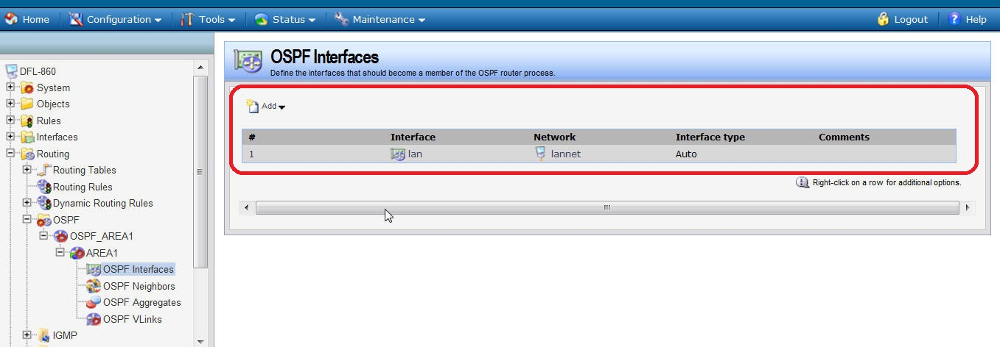 Home Configuration Tools Status Maintenance Logout Help
DFL-860
System
Objects
Rules
Interfaces
Routing
Routing Tables
Routing Rules
Dynamic Routing Rules
OSPF
OSPF_AREA1
AREA1
OSPF Interfaces
OSPF Neighbors
OSPF Aggregates
OSPF VLinks
IGMP
OSPF Interfaces
Define the interfaces that should become a member of the OSPF router process.
Add
# Interface Network Interface type Comments
1 lan lannet Auto
Right-click on a row for additional options.